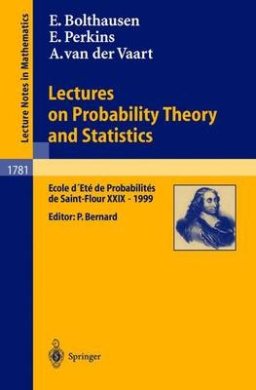 E. Bolthausen
E. Perkins
A. van der Vaart
Lecture Notes in Mathematics
1781
Lectures
on Probability Theory
and Statistics
Ecole d'Eté de Probabilités
de Saint-Flour XXIX - 1999
Editor: P. Bernard
Springer